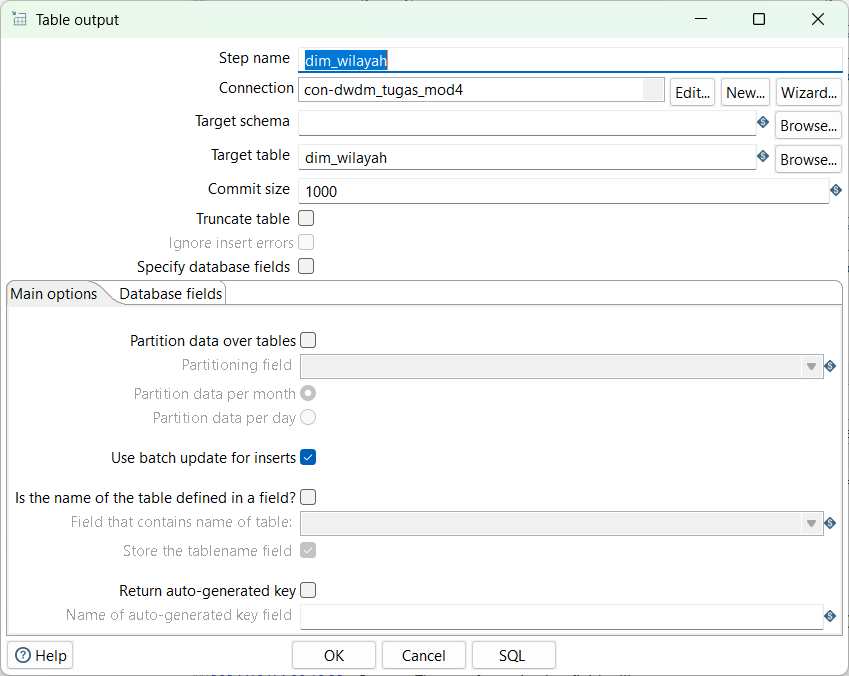 Table output
Step name dim_wilayah
Connection con-dwdm_tugas_mod4 Edit... New... Wizard...
Target schema Browse...
Target table dim_wilayah Browse...
Commit size 1000
Truncate table
Ignore insert errors
Specify database fields
Main options Database fields
Partition data over tables
Partitioning field
Partition data per month
Partition data per day
Use batch update for inserts
Is the name of the table defined in a field?
Field that contains name of table:
Store the tablename field
Return auto-generated key
Name of auto-generated key field
Help OK Cancel SQL